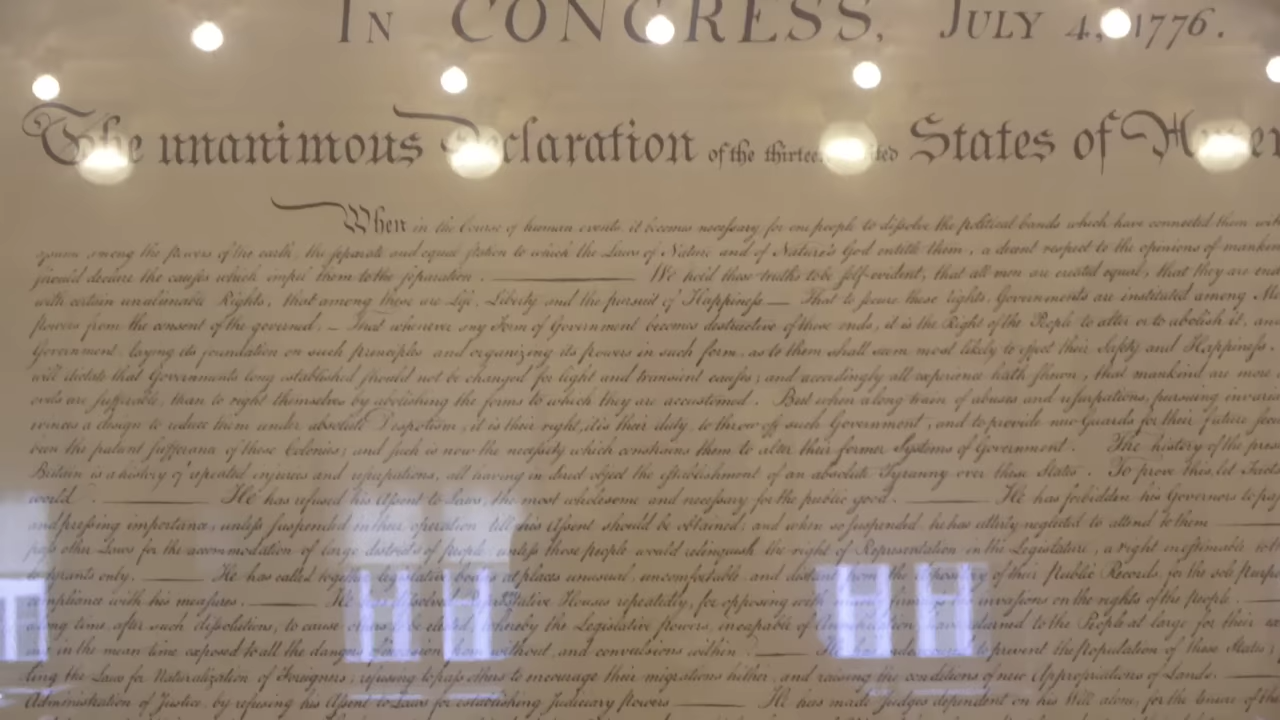 IN CONGRESS, JULY 4, 1776.
The unanimous Declaration of the thirteen States of
When in the Course of human events, it becomes necessary for one people to dissolve the political bands which have connected them with
among the powers of the earth, the separate and equal station to which the Laws of Nature and of Nature's God entitle them, a decent respect to the opinions of mankind
should declare the causes which impel them to the separation. We hold these truths to be self-evident, that all men are created equal, that they are
with certain unalienable Rights, that among these are Life, Liberty and the pursuit of Happiness — That to secure these rights, Governments are instituted among
powers from the consent of the governed, — That whenever any Form of Government becomes destructive of these ends, it is the Right of the People to alter or to abolish it, and
Government, laying its foundation on such principles and organizing its powers in such form, as to them shall seem most likely to effect their Safety and Happiness.
will dictate that Governments long established should not be changed for light and transient causes; and accordingly all experience hath shewn, that mankind are more
evils are sufferable, than to right themselves by abolishing the forms to which they are accustomed. But when a long train of abuses and usurpations, pursuing
evinces a design to reduce them under absolute Despotism, it is their right, it is their duty, to throw off such Government, and to provide new Guards for their future
been the patient sufferance of these Colonies; and such is now the necessity which constrains them to alter their former Systems of Government. The history of the
Britain is a history of repeated injuries and usurpations, all having in direct object the establishment of an absolute Tyranny over these States. To prove this, let Facts
world. He has refused his Assent to Laws, the most wholesome and necessary for the public good. He has forbidden his Governors to pass
and pressing importance, unless suspended in their operation till his Assent should be obtained; and when so suspended, he has utterly neglected to attend to them
pass other Laws for the accommodation of large districts of people, unless those people would relinquish the right of Representation in the Legislature, a right inestimable to
tyrants only. He has called together legislative bodies at places unusual, uncomfortable, and distant from the depository of their Public Records, for the sole
compliance with his measures. He dissolved Houses repeatedly, for opposing with invasions on the rights of the people.
long time, after such dissolutions, to cause others to be elected; whereby the Legislative powers, incapable of to the People at large for their
in the mean time exposed to all the dangers of invasion from without, and convulsions within. He to prevent the Population of these States;
the Laws for Naturalization of Foreigners; refusing to pass others to encourage their migrations hither, and raising the conditions of new Appropriations of Lands.
Administration of Justice, by refusing his Assent to Laws for establishing Judiciary powers He has made Judges dependent on his Will alone, for the tenure of